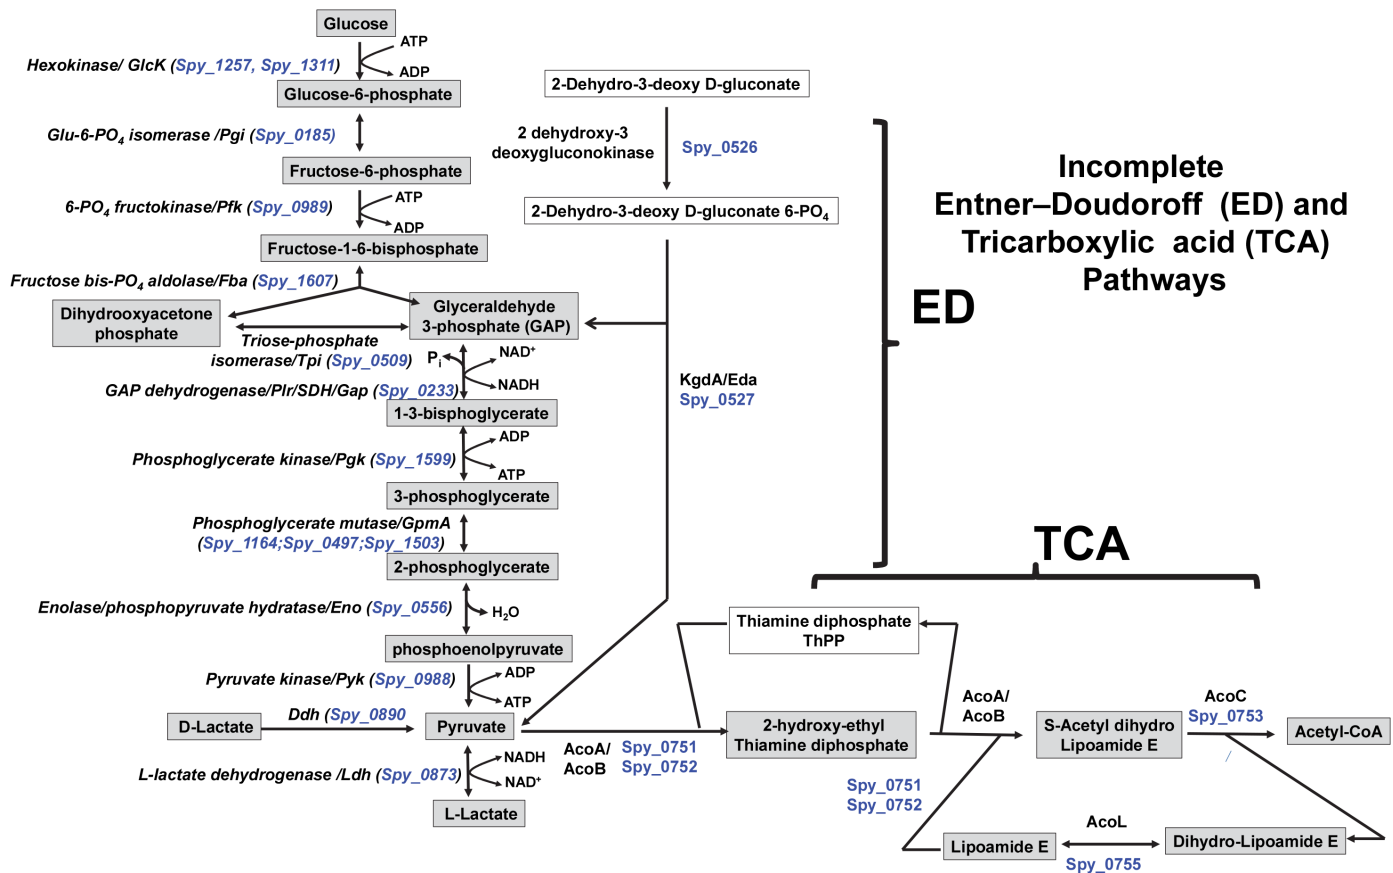 Glucose
ATP
Hexokinase/ GlcK (Spy_1257, Spy_1311)
ADP
Glucose-6-phosphate
Glu-6-PO4 isomerase /Pgi (Spy_0185)
Fructose-6-phosphate
ATP
6-PO4 fructokinase/Pfk (Spy_0989)
ADP
Fructose-1-6-bisphosphate
Fructose bis-PO4 aldolase/Fba (Spy_1607)
Dihydrooxyacetone
phosphate
Glyceraldehyde
3-phosphate (GAP)
Triose-phosphate
isomerase/Tpi (Spy_0509)
Pi
NAD+
NADH
GAP dehydrogenase/Plr/SDH/Gap (Spy_0233)
1-3-bisphoglycerate
ADP
Phosphoglycerate kinase/Pgk (Spy_1599)
ATP
3-phosphoglycerate
Phosphoglycerate mutase/GpmA
(Spy_1164;Spy_0497;Spy_1503)
2-phosphoglycerate
Enolase/phosphopyruvate hydratase/Eno (Spy_0556)
H2O
phosphoenolpyruvate
ADP
Pyruvate kinase/Pyk (Spy_0988)
ATP
D-Lactate
Ddh (Spy_0890
Pyruvate
NADH
L-lactate dehydrogenase /Ldh (Spy_0873)
NAD+
L-Lactate
2-Dehydro-3-deoxy D-gluconate
2 dehydroxy-3
deoxygluconokinase
Spy_0526
2-Dehydro-3-deoxy D-gluconate 6-PO4
KgdA/Eda
Spy_0527
ED
Incomplete
Entner–Doudoroff (ED) and
Tricarboxylic acid (TCA)
Pathways
TCA
Thiamine diphosphate
ThPP
AcoA/
AcoB
Spy_0751
Spy_0752
2-hydroxy-ethyl
Thiamine diphosphate
AcoA/
AcoB
Spy_0751
Spy_0752
S-Acetyl dihydro
Lipoamide E
AcoC
Spy_0753
Acetyl-CoA
Lipoamide E
AcoL
Spy_0755
Dihydro-Lipoamide E